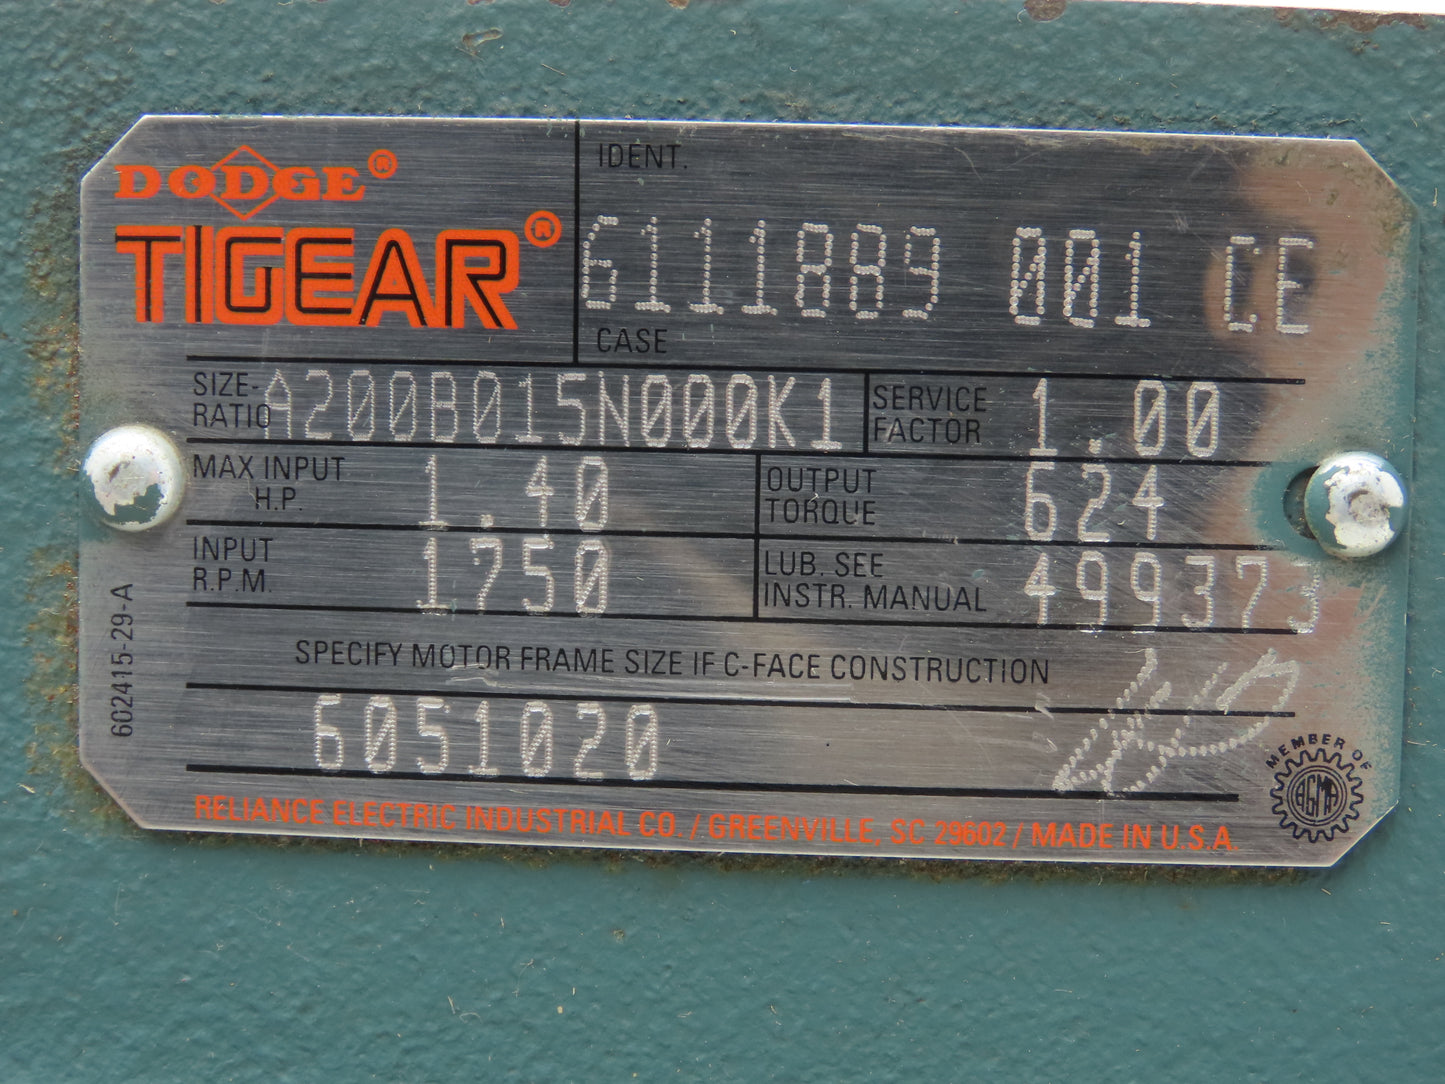 DODGE®
TIGEAR®
IDENT.
6111889 001 CE
CASE
SIZE-RATIO A200B015N000K1
SERVICE FACTOR 1.00
MAX INPUT H.P. 1.40
OUTPUT TORQUE 624
INPUT R.P.M. 1750
LUB. SEE INSTR. MANUAL 499373
SPECIFY MOTOR FRAME SIZE IF C-FACE CONSTRUCTION
6051020
602415-29-A
MEMBER OF
AGMA
RELIANCE ELECTRIC INDUSTRIAL CO. / GREENVILLE, SC 29602 / MADE IN U.S.A.